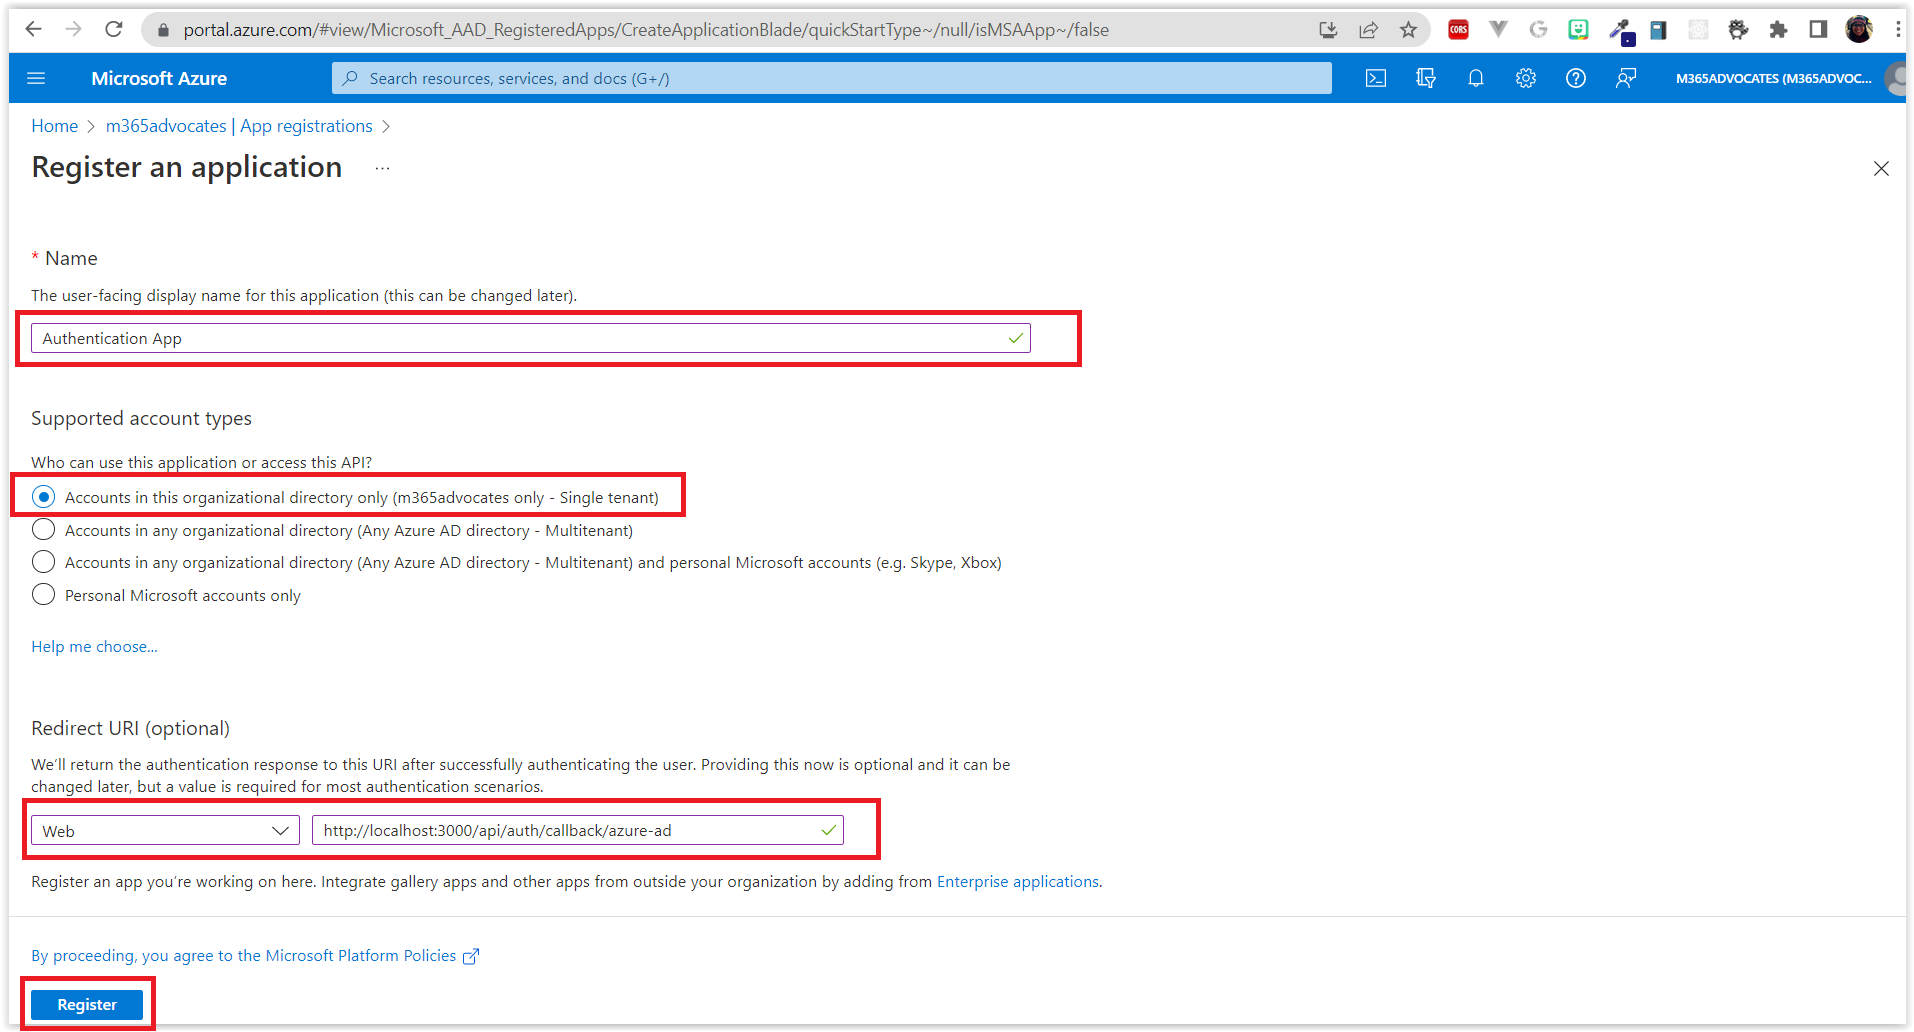 portal.azure.com/#view/Microsoft_AAD_RegisteredApps/CreateApplicationBlade/quickStartType~/null/isMSAApp~/false
CORS
Microsoft Azure
Search resources, services, and docs (G+/)
M365ADVOCATES (M365ADVOC...
Home > m365advocates | App registrations >
Register an application ...
* Name
The user-facing display name for this application (this can be changed later).
Authentication App
Supported account types
Who can use this application or access this API?
Accounts in this organizational directory only (m365advocates only - Single tenant)
Accounts in any organizational directory (Any Azure AD directory - Multitenant)
Accounts in any organizational directory (Any Azure AD directory - Multitenant) and personal Microsoft accounts (e.g. Skype, Xbox)
Personal Microsoft accounts only
Help me choose...
Redirect URI (optional)
We'll return the authentication response to this URI after successfully authenticating the user. Providing this now is optional and it can be
changed later, but a value is required for most authentication scenarios.
Web http://localhost:3000/api/auth/callback/azure-ad
Register an app you're working on here. Integrate gallery apps and other apps from outside your organization by adding from Enterprise applications.
By proceeding, you agree to the Microsoft Platform Policies
Register